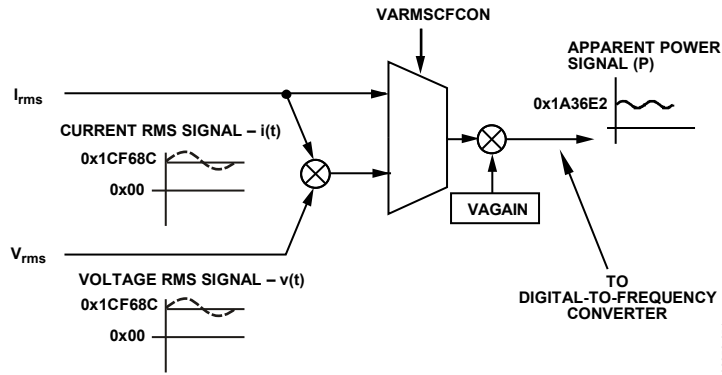 VARMSCFCON
APPARENT POWER
SIGNAL (P)
0x1A36E2
Irms
CURRENT RMS SIGNAL – i(t)
0x1CF68C
0x00
VAGAIN
Vrms
VOLTAGE RMS SIGNAL – v(t)
0x1CF68C
0x00
TO
DIGITAL-TO-FREQUENCY
CONVERTER